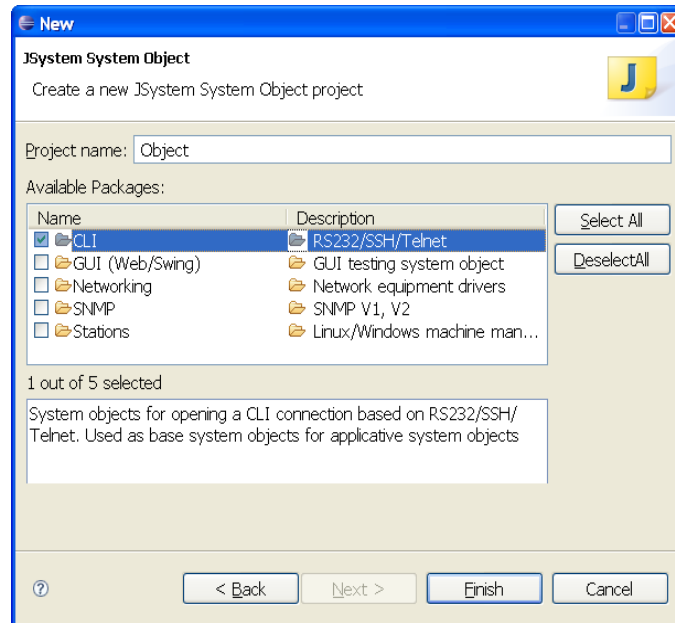 New
JSystem System Object
Create a new JSystem System Object project
J
Project name: Object
Available Packages:
Name Description
CLI RS232/SSH/Telnet
GUI (Web/Swing) GUI testing system object
Networking Network equipment drivers
SNMP SNMP V1, V2
Stations Linux/Windows machine man...
Select All
DeselectAll
1 out of 5 selected
System objects for opening a CLI connection based on RS232/SSH/
Telnet. Used as base system objects for applicative system objects
? < Back Next > Finish Cancel